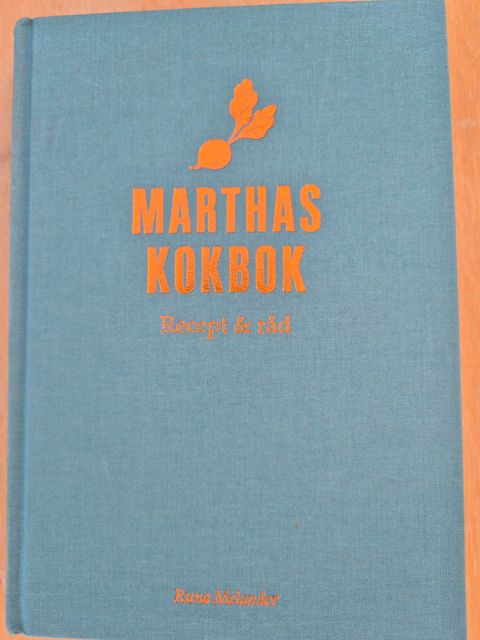 MARTHAS
KOKBOK
Recept & råd
Runa Melander